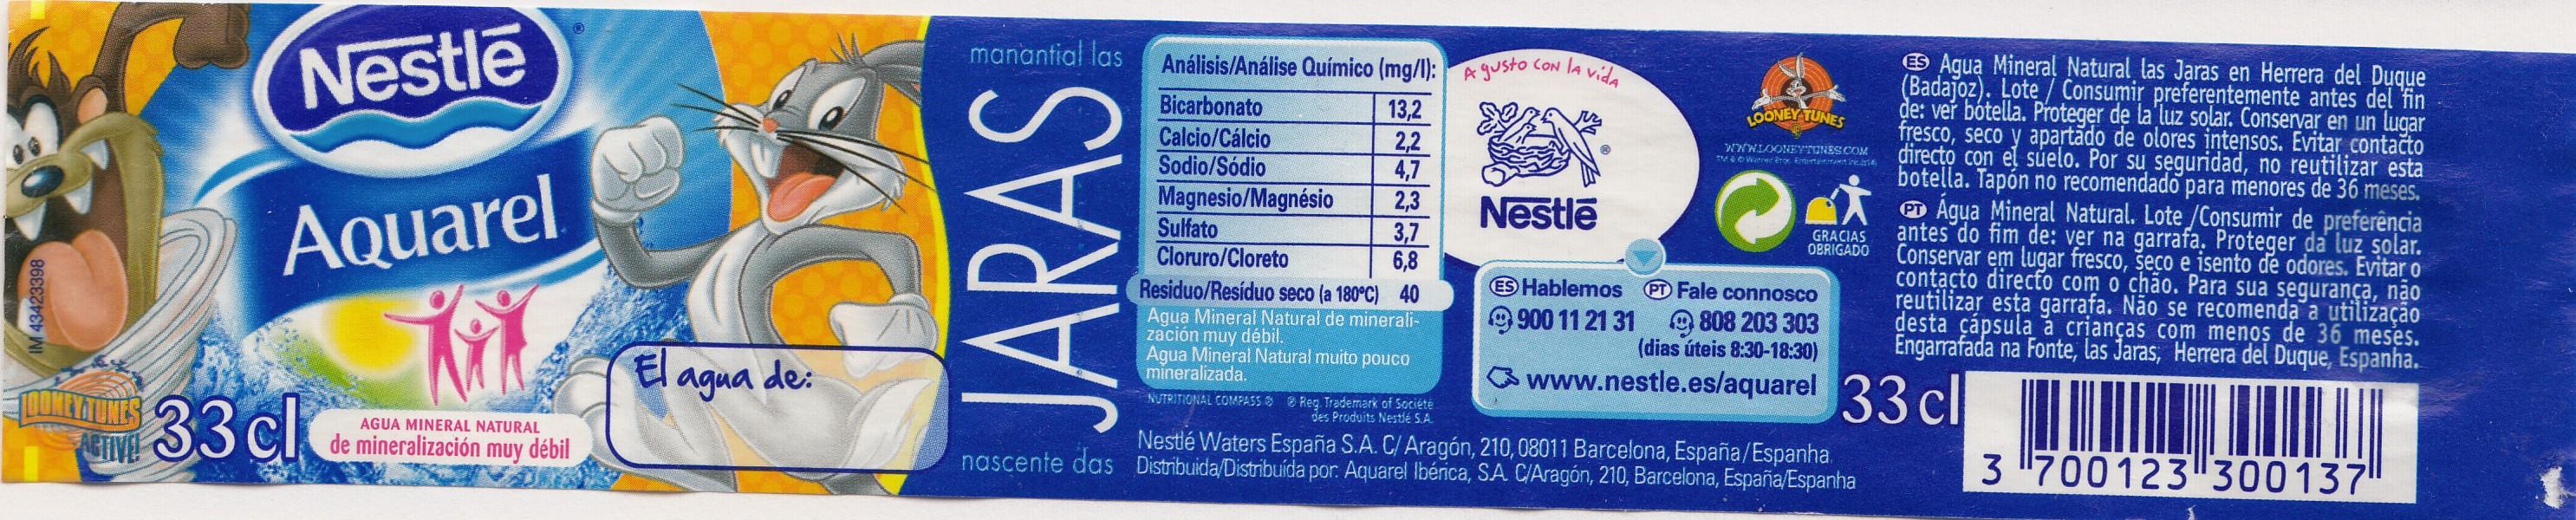 Nestlé
®
Aquarel
IM 43423398
LOONEY TUNES
ACTIVE!
33 cl
AGUA MINERAL NATURAL
de mineralización muy débil
El agua de:
manantial las
JARAS
nascente das
Análisis/Análise Químico (mg/l):
Bicarbonato 13,2
Calcio/Cálcio 2,2
Sodio/Sódio 4,7
Magnesio/Magnésio 2,3
Sulfato 3,7
Cloruro/Cloreto 6,8
Residuo/Resíduo seco (a 180ºC) 40
Agua Mineral Natural de minerali-
zación muy débil.
Agua Mineral Natural muito pouco
mineralizada.
NUTRITIONAL COMPASS ® ® Reg. Trademark of Société
des Produits Nestlé S.A.
Nestlé Waters España S.A. C/ Aragón, 210, 08011 Barcelona, España/Espanha.
Distribuida/Distribuída por: Aquarel Ibérica, S.A. C/Aragón, 210, Barcelona, España/Espanha
A gusto con la vida
®
Nestlé
ES Hablemos PT Fale connosco
900 11 21 31 808 203 303
(dias úteis 8:30-18:30)
www.nestle.es/aquarel
LOONEY TUNES
WWW.LOONEYTUNES.COM
TM & © Warner Bros. Entertainment Inc.
GRACIAS
OBRIGADO
ES Agua Mineral Natural las Jaras en Herrera del Duque
(Badajoz). Lote / Consumir preferentemente antes del fin
de: ver botella. Proteger de la luz solar. Conservar en un lugar
fresco, seco y apartado de olores intensos. Evitar contacto
directo con el suelo. Por su seguridad, no reutilizar esta
botella. Tapón no recomendado para menores de 36 meses.
PT Água Mineral Natural. Lote /Consumir de preferência
antes do fim de: ver na garrafa. Proteger da luz solar.
Conservar em lugar fresco, seco e isento de odores. Evitar o
contacto directo com o chão. Para sua segurança, não
reutilizar esta garrafa. Não se recomenda a utilização
desta cápsula a crianças com menos de 36 meses.
Engarrafada na Fonte, las Jaras, Herrera del Duque, Espanha.
33 cl
3 700123 300137